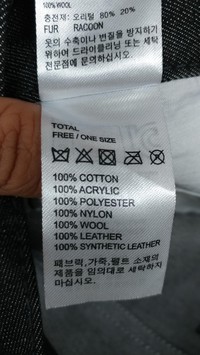 100%WOOL
충전재: 오리털 80% 20%
FUR RACOON
옷의 수축이나 변질을 방지하기
위하여 드라이클리닝 또는 세탁
전문점에 문의하십시오.
TOTAL
FREE / ONE SIZE
100% COTTON
100% ACRYLIC
100% POLYESTER
100% NYLON
100% WOOL
100% LEATHER
100% SYNTHETIC LEATHER
패브릭,가죽,펠트 소재의
제품을 임의대로 세탁하지
마십시오.